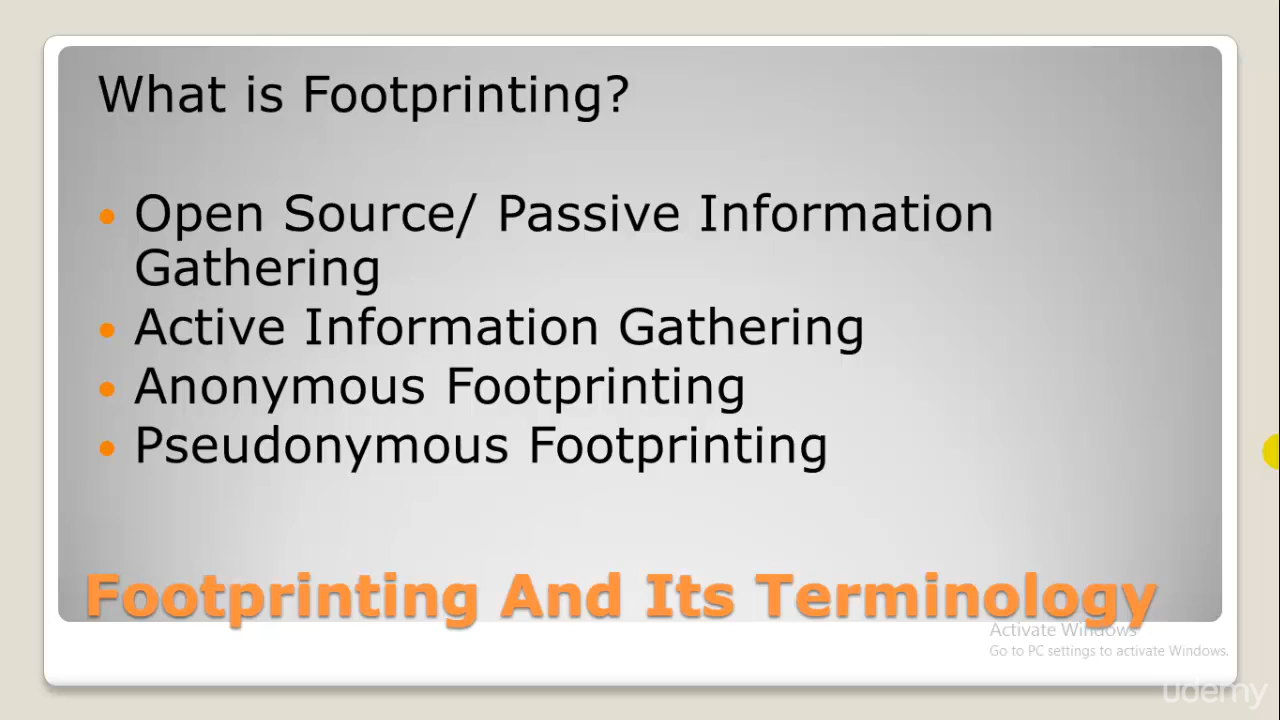 What is Footprinting?
• Open Source/ Passive Information
Gathering
• Active Information Gathering
• Anonymous Footprinting
• Pseudonymous Footprinting
Footprinting And Its Terminology
Activate Windows
Go to PC settings to activate Windows.
udemy